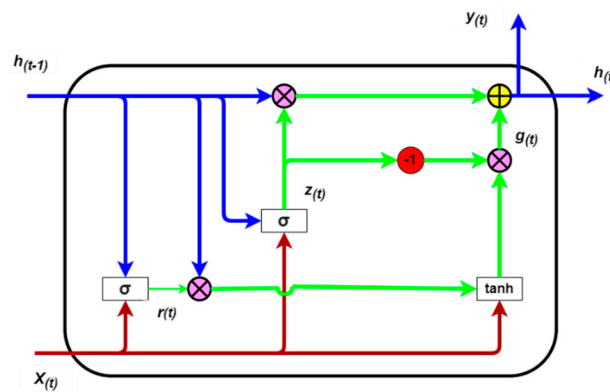 y(t)
h(t-1)
h(t
g(t)
-1
z(t)
σ
σ
r(t)
tanh
X(t)